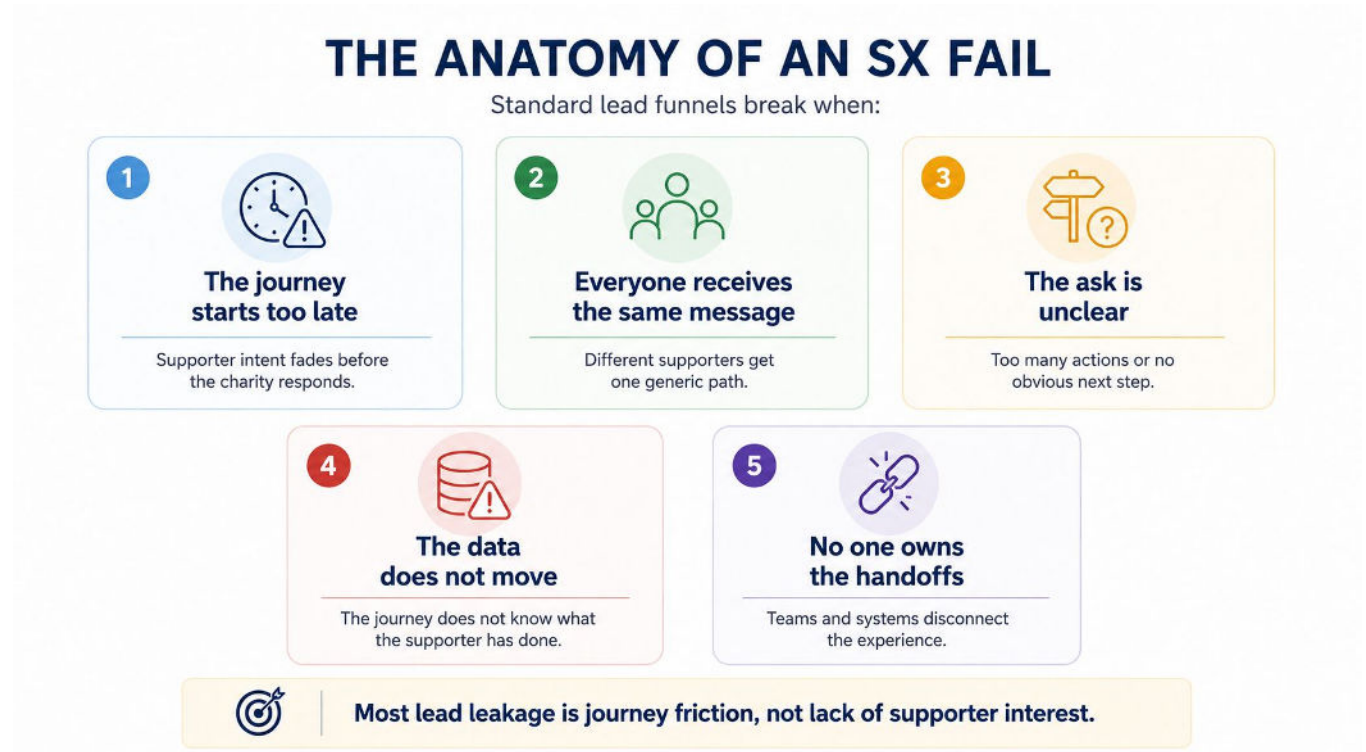 THE ANATOMY OF AN SX FAIL
Standard lead funnels break when:
1
The journey
starts too late
Supporter intent fades before
the charity responds.
2
Everyone receives
the same message
Different supporters get
one generic path.
3
?
The ask is
unclear
Too many actions or no
obvious next step.
4
!
The data
does not move
The journey does not know what
the supporter has done.
5
No one owns
the handoffs
Teams and systems disconnect
the experience.
Most lead leakage is journey friction, not lack of supporter interest.